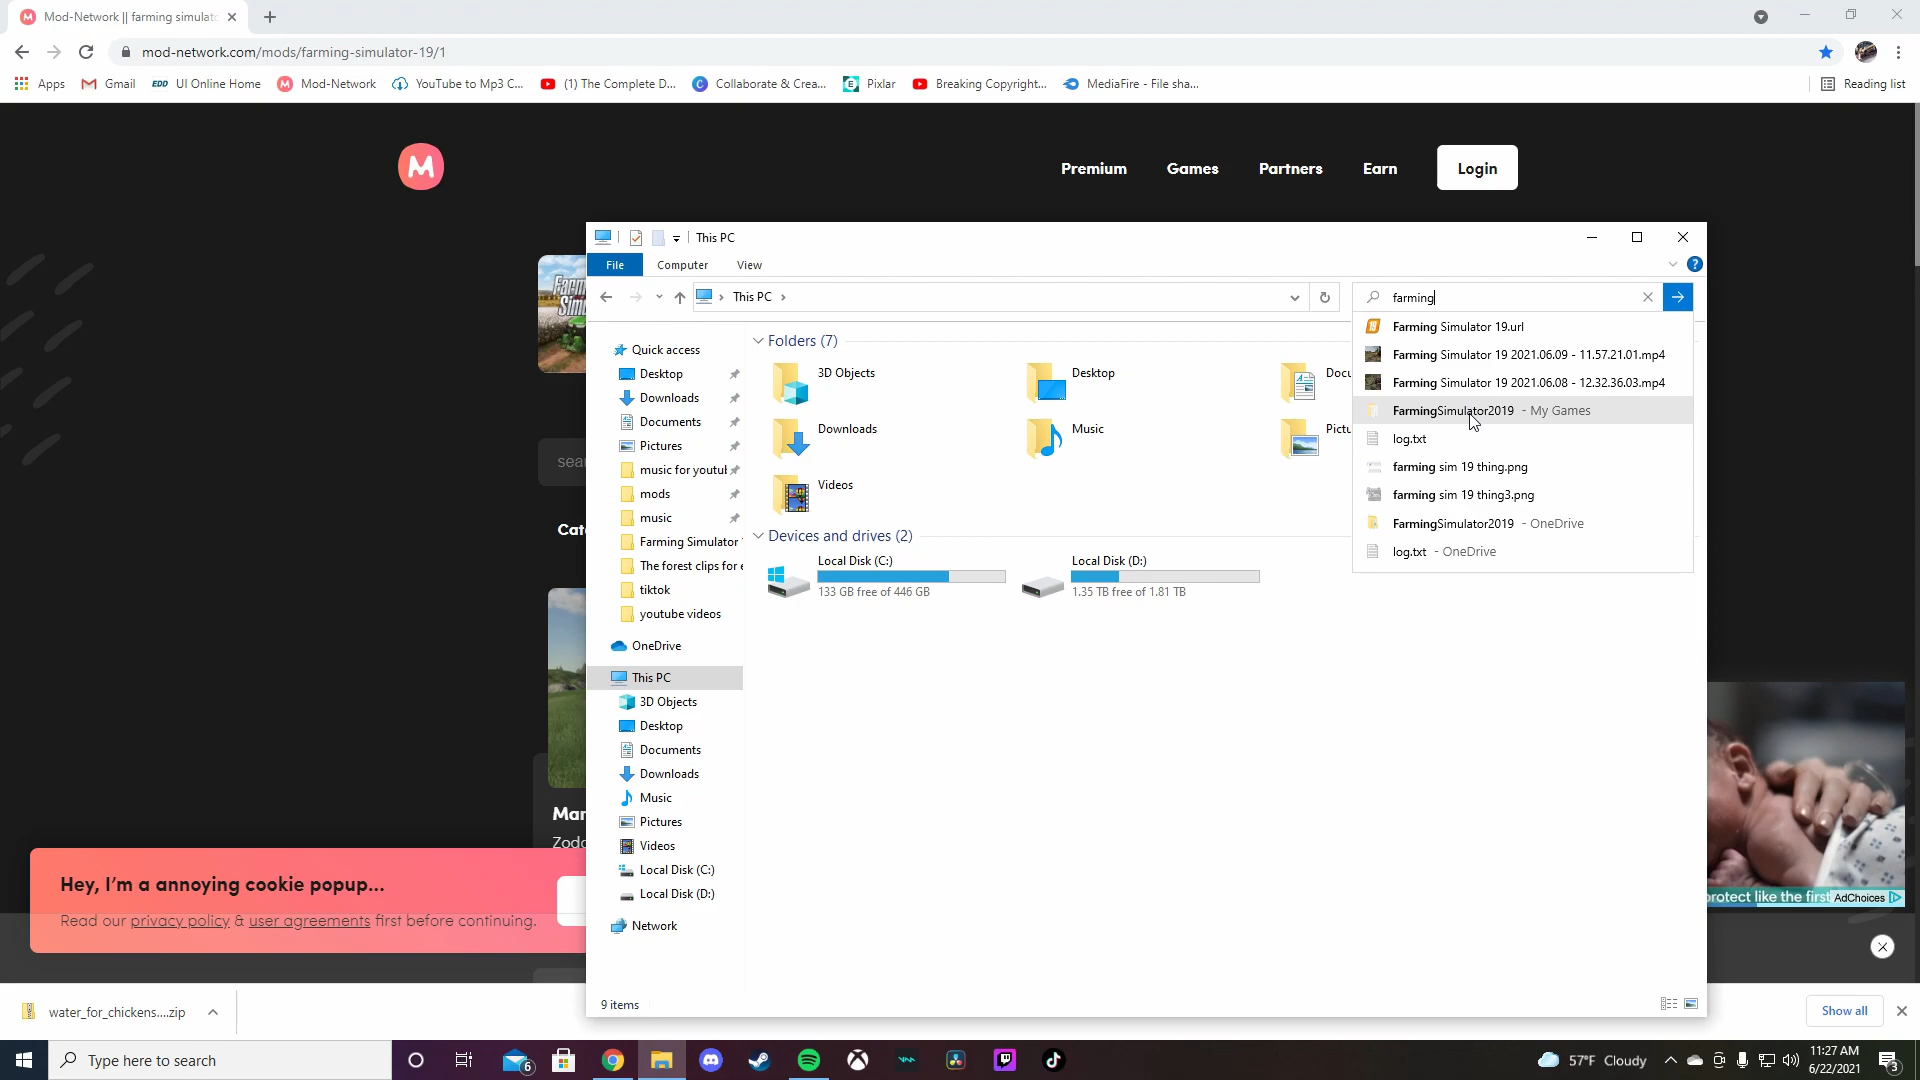 Mod-Network || farming simulat
mod-network.com/mods/farming-simulator-19/1
Apps
Gmail
EDD UI Online Home
Mod-Network
YouTube to Mp3 C...
(1) The Complete D...
Collaborate & Crea...
Pixlar
Breaking Copyright...
MediaFire - File sha...
Reading list
M
Premium
Games
Partners
Earn
Login
This PC
File
Computer
View
This PC
farming
Farming Simulator 19.url
Farming Simulator 19 2021.06.09 - 11.57.21.01.mp4
Farming Simulator 19 2021.06.08 - 12.32.36.03.mp4
FarmingSimulator2019 - My Games
log.txt
farming sim 19 thing.png
farming sim 19 thing3.png
FarmingSimulator2019 - OneDrive
log.txt - OneDrive
Quick access
Desktop
Downloads
Documents
Pictures
music for youtul
mods
music
Farming Simulator
The forest clips for e
tiktok
youtube videos
OneDrive
This PC
3D Objects
Desktop
Documents
Downloads
Music
Pictures
Videos
Local Disk (C:)
Local Disk (D:)
Network
Folders (7)
3D Objects
Desktop
Docu
Downloads
Music
Pictu
Videos
Devices and drives (2)
Local Disk (C:)
133 GB free of 446 GB
Local Disk (D:)
1.35 TB free of 1.81 TB
9 items
sear
Cat
Mar
Zodo
Hey, I'm a annoying cookie popup...
Read our privacy policy & user agreements first before continuing.
protect like the first
AdChoices
water_for_chickens....zip
Show all
Type here to search
6
57°F Cloudy
11:27 AM
6/22/2021
3